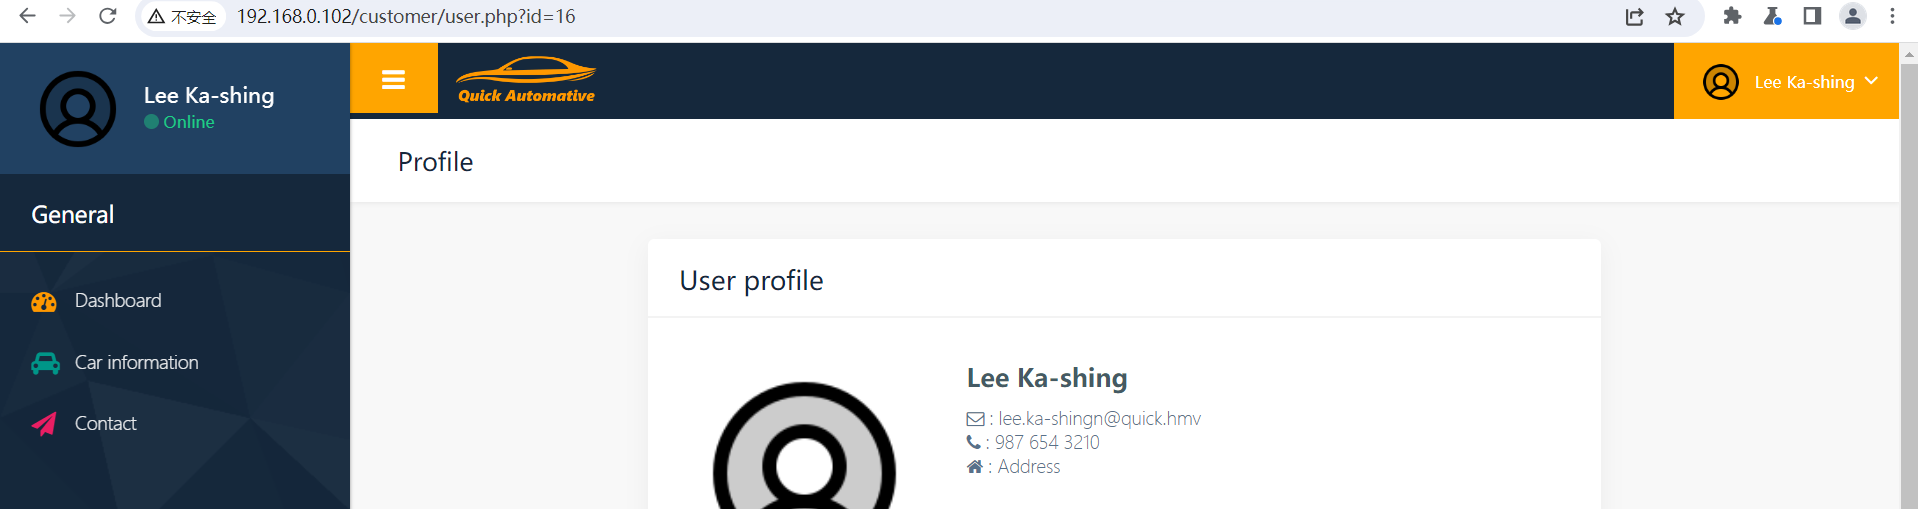 不安全 192.168.0.102/customer/user.php?id=16
Lee Ka-shing
Online
Quick Automative
Lee Ka-shing
General
Dashboard
Car information
Contact
Profile
User profile
Lee Ka-shing
: lee.ka-shingn@quick.hmv
: 987 654 3210
: Address